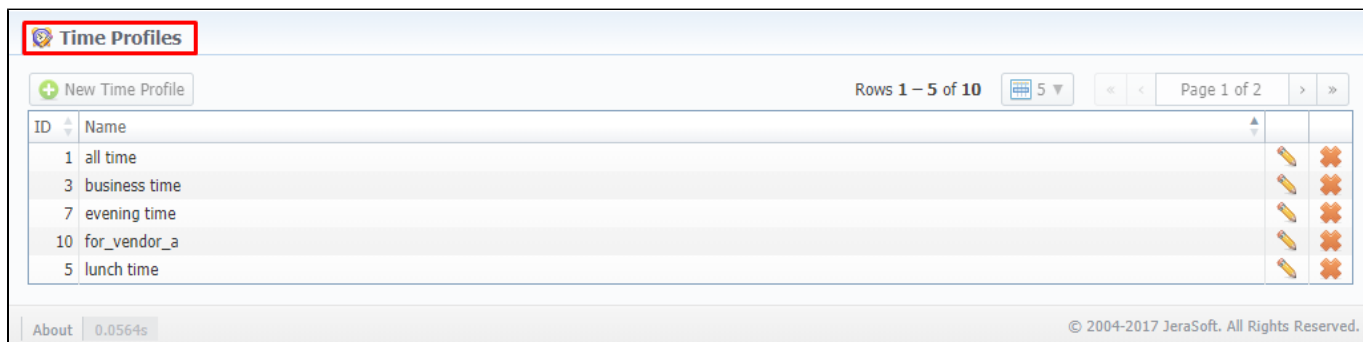 Time Profiles
New Time Profile Rows 1 – 5 of 10 5 ▼ « < Page 1 of 2 > »
ID Name
1 all time
3 business time
7 evening time
10 for_vendor_a
5 lunch time
About 0.0564s © 2004-2017 JeraSoft. All Rights Reserved.